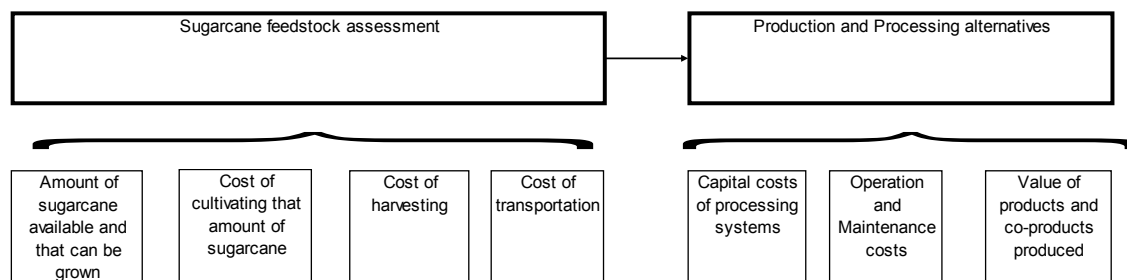 Sugarcane feedstock assessment
Production and Processing alternatives
Amount of
sugarcane
available and
that can be
grown
Cost of
cultivating that
amount of
sugarcane
Cost of
harvesting
Cost of
transportation
Capital costs
of processing
systems
Operation
and
Maintenance
costs
Value of
products and
co-products
produced